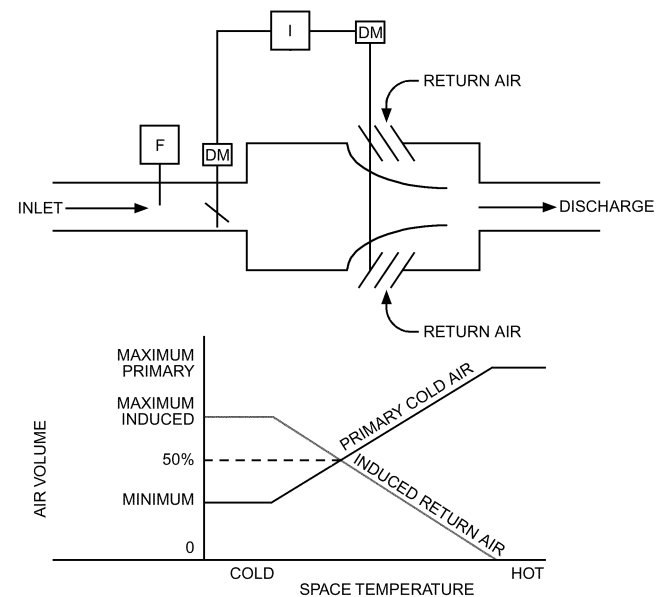 I
DM
RETURN AIR
F
DM
INLET
DISCHARGE
RETURN AIR
MAXIMUM
PRIMARY
MAXIMUM
INDUCED
50%
MINIMUM
0
AIR VOLUME
PRIMARY COLD AIR
INDUCED RETURN AIR
COLD
HOT
SPACE TEMPERATURE